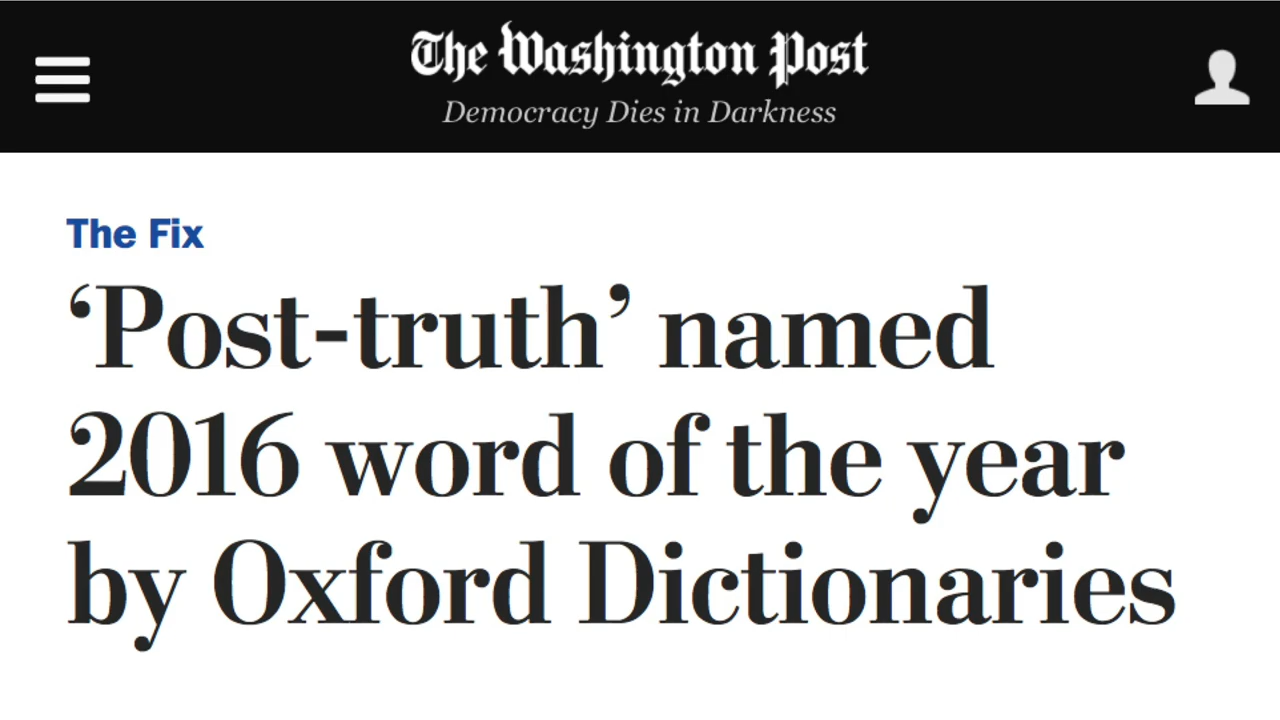 The Washington Post
Democracy Dies in Darkness
The Fix
‘Post-truth’ named
2016 word of the year
by Oxford Dictionaries